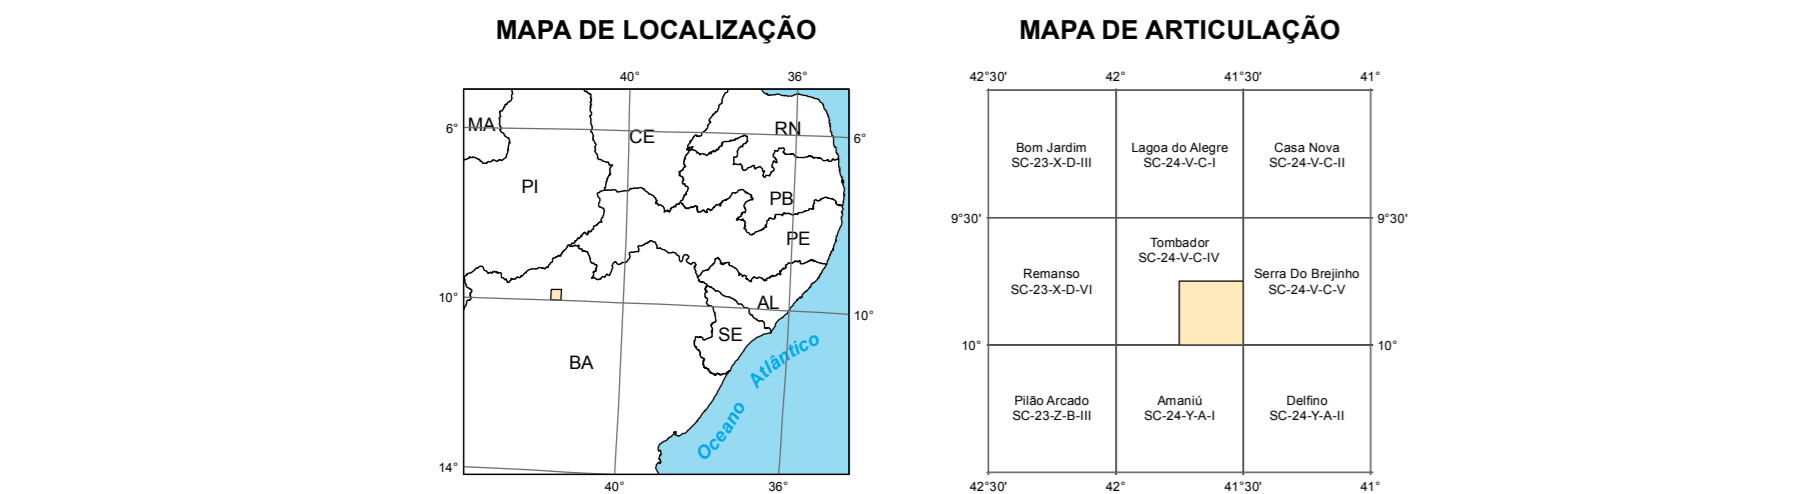 MAPA DE LOCALIZAÇÃO
40°
36°
6°
6°
MA
CE
RN
PI
PB
PE
10°
10°
AL
SE
BA
Oceano Atlântico
14°
40°
36°
MAPA DE ARTICULAÇÃO
42°30'
42°
41°30'
41°
Bom Jardim
SC-23-X-D-III
Lagoa do Alegre
SC-24-V-C-I
Casa Nova
SC-24-V-C-II
9°30'
9°30'
Remanso
SC-23-X-D-VI
Tombador
SC-24-V-C-IV
Serra Do Brejinho
SC-24-V-C-V
10°
10°
Pilão Arcado
SC-23-Z-B-III
Amaniú
SC-24-Y-A-I
Delfino
SC-24-Y-A-II
42°30'
42°
41°30'
41°